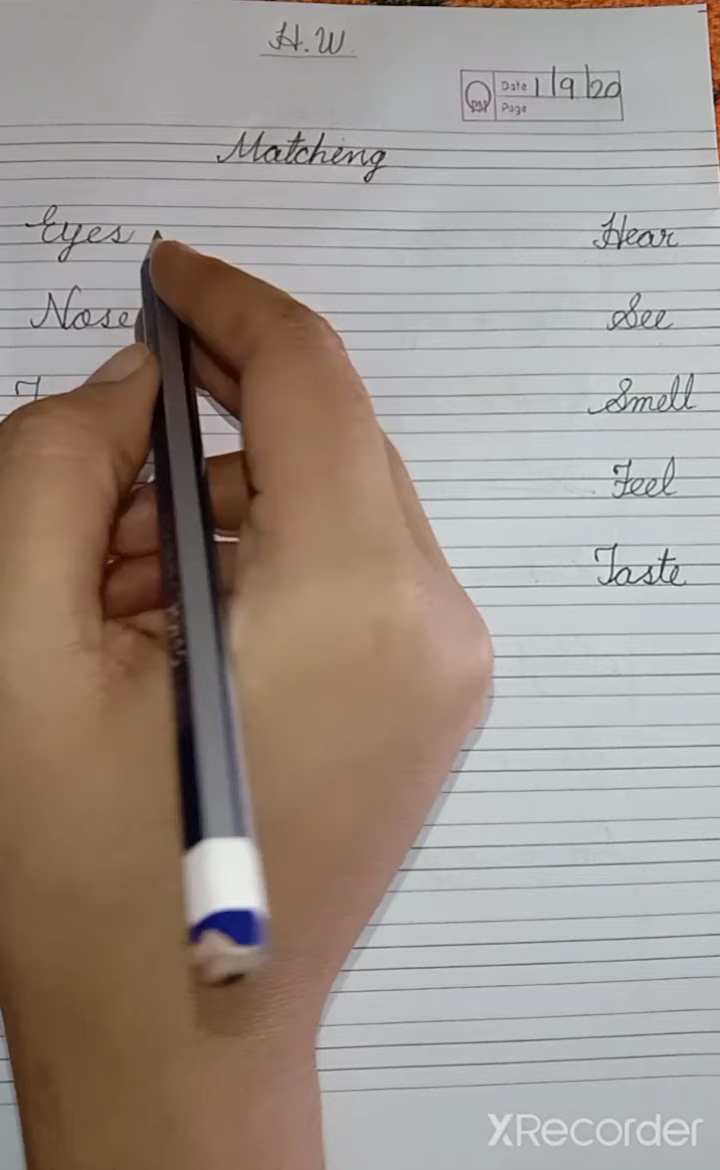 H.W.
Date 1/9/20
Page
Matching
Eyes Hear
Nose See
Smell
Feel
Taste
XRecorder